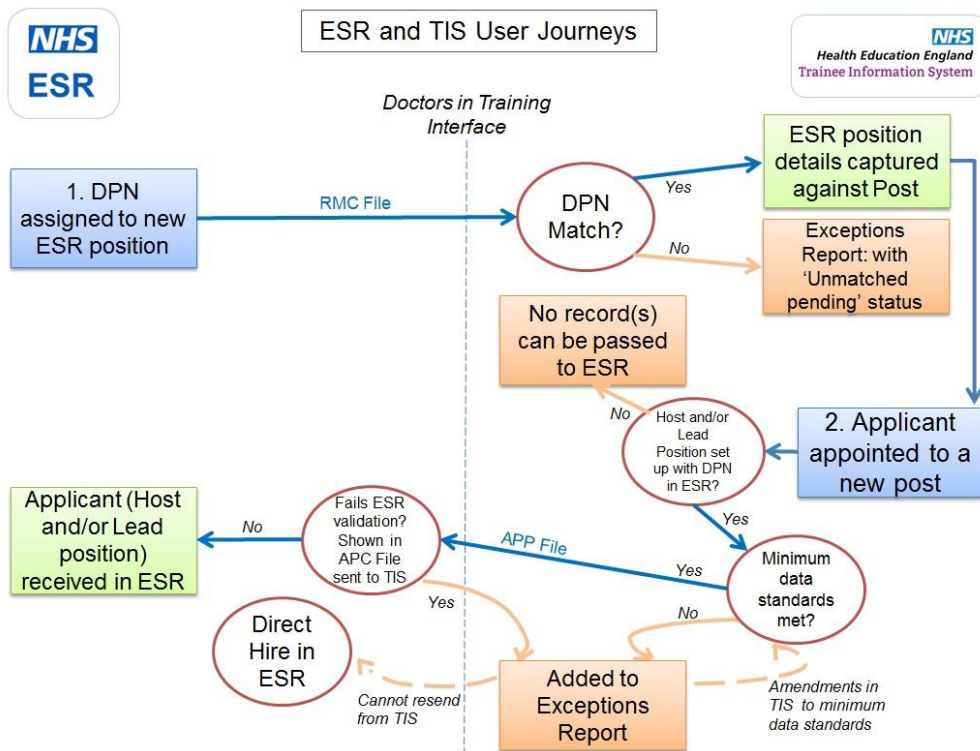 NHS
ESR
ESR and TIS User Journeys
NHS
Health Education England
Trainee Information System
Doctors in Training
Interface
1. DPN
assigned to new
ESR position
RMC File
DPN
Match?
Yes
No
ESR position
details captured
against Post
Exceptions
Report: with
‘Unmatched
pending’ status
No record(s)
can be passed
to ESR
No
Host and/or
Lead
Position set
up with DPN
in ESR?
2. Applicant
appointed to a
new post
Yes
Applicant (Host
and/or Lead
position)
received in ESR
No
Fails ESR
validation?
Shown in
APC File
sent to TIS
APP File
Yes
Minimum
data
standards
met?
Yes
No
Direct
Hire in
ESR
Cannot resend
from TIS
Added to
Exceptions
Report
Amendments in
TIS to minimum
data standards